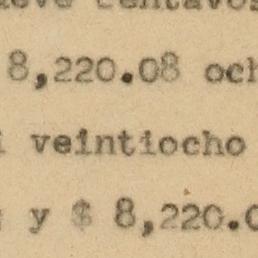 8,220.08 och
veintiocho
y $ 8,220.0